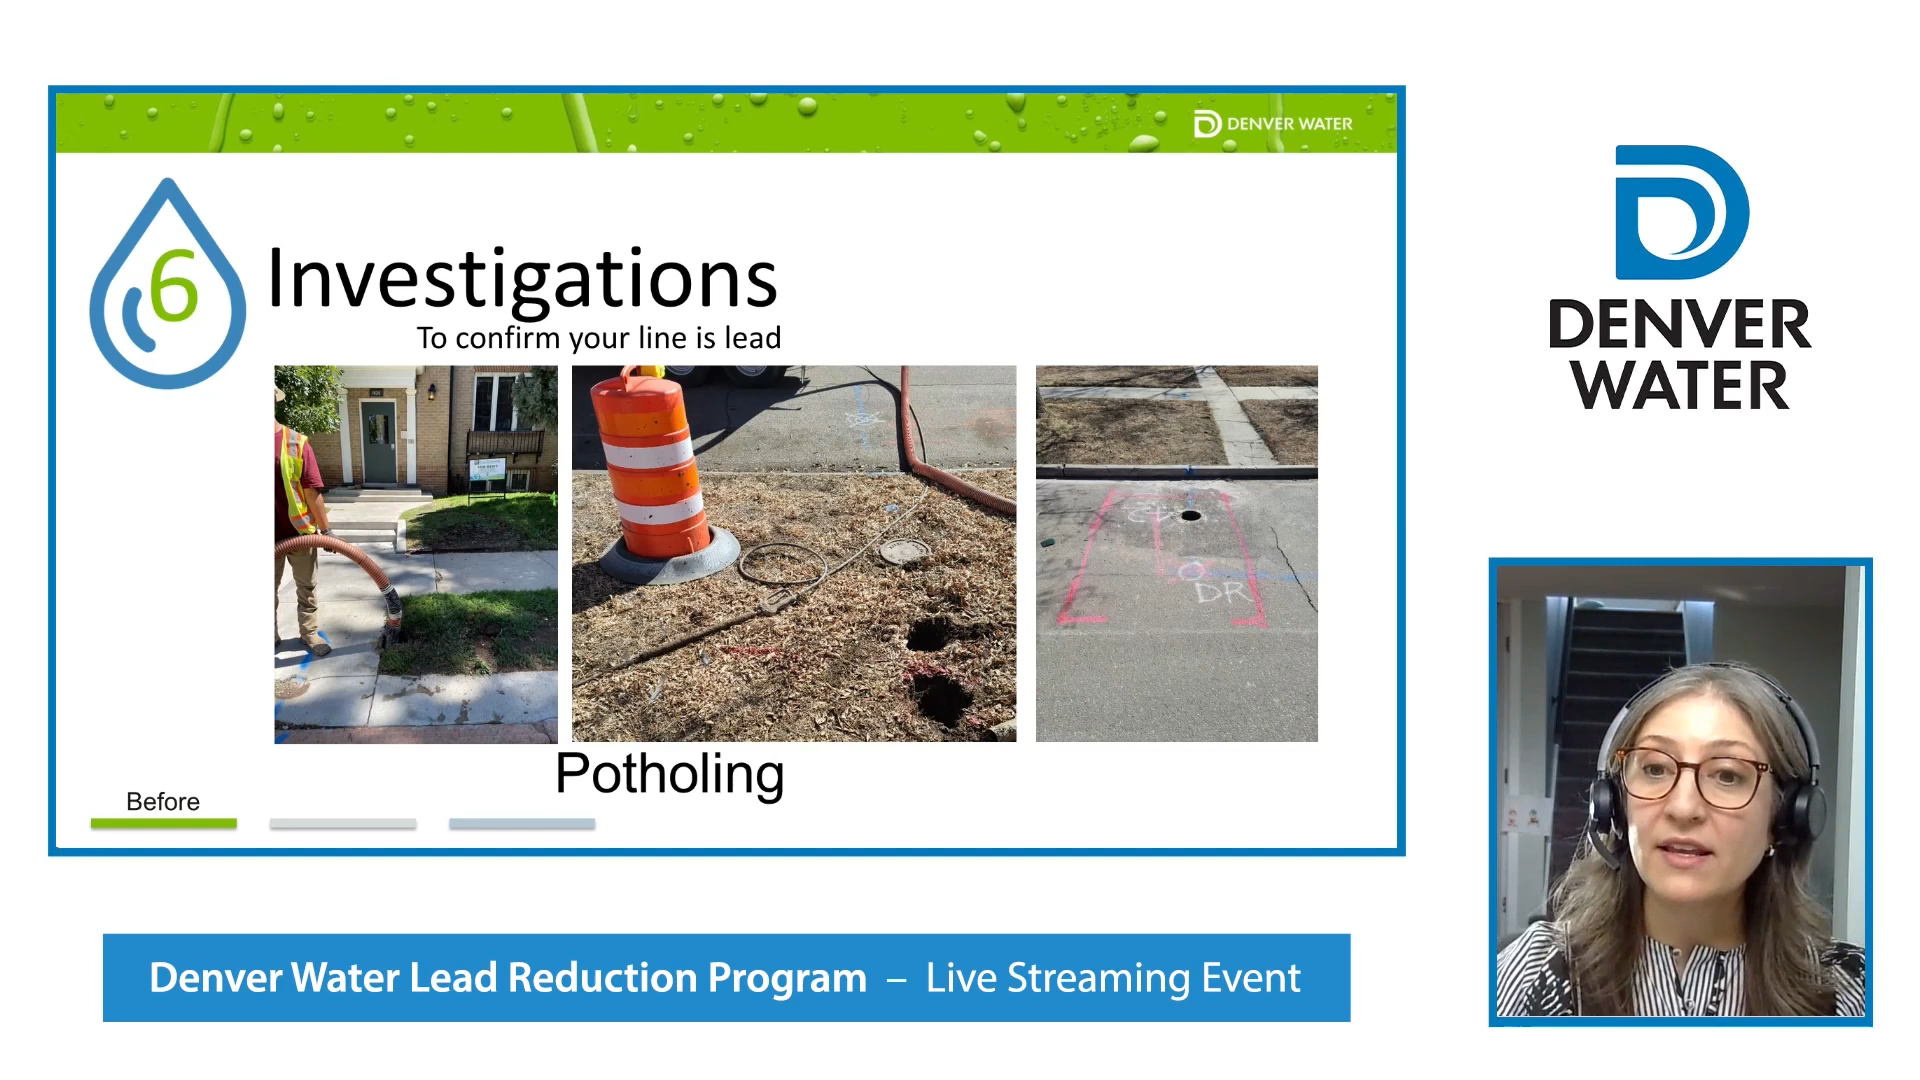 DENVER WATER
6
Investigations
To confirm your line is lead
DR
Potholing
Before
DENVER
WATER
Denver Water Lead Reduction Program – Live Streaming Event